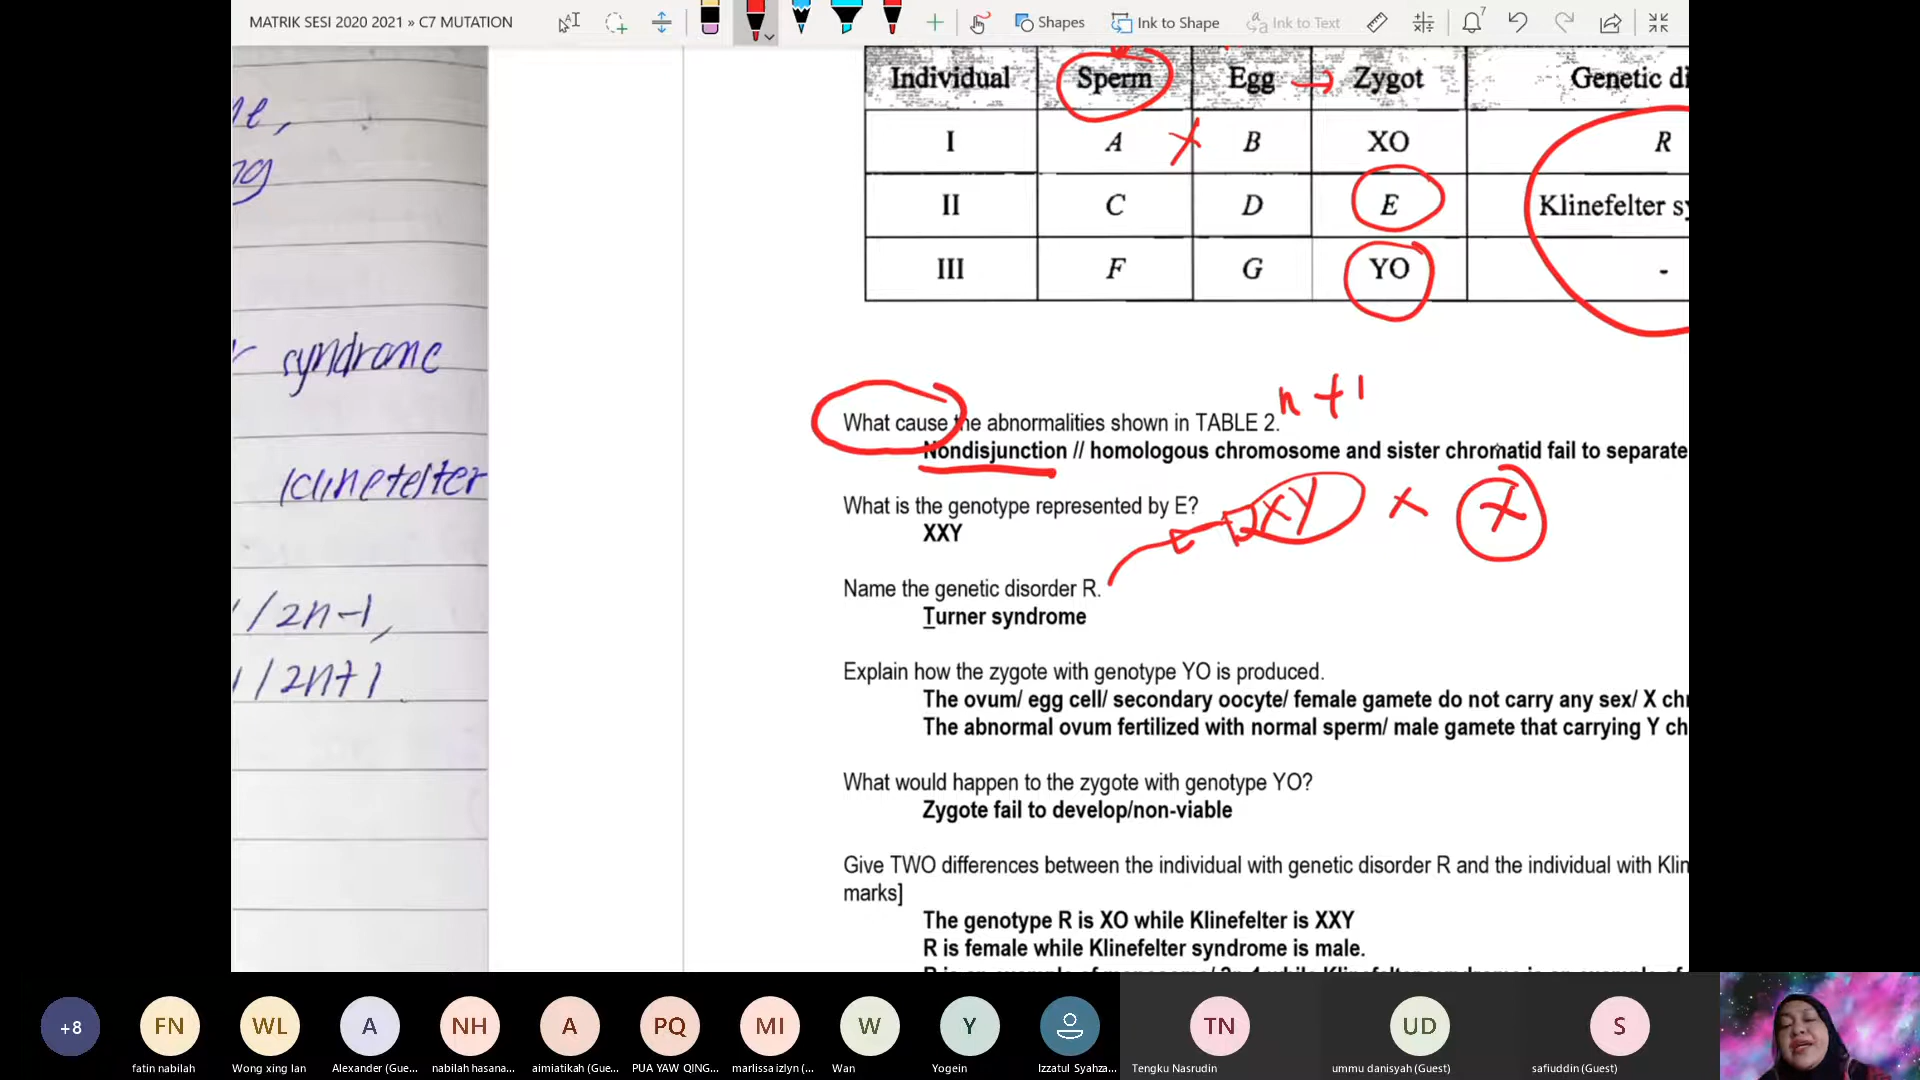 MATRIK SESI 2020 2021 » C7 MUTATION
Shapes
Ink to Shape
Ink to Text
7
Individual Sperm Egg → Zygot Genetic di
I A X B XO R
II C D E Klinefelter sy
III F G YO -
ne,
ng
syndrome
klinefelter
/ 2n-1,
/ 2n+1
n+1
What cause the abnormalities shown in TABLE 2.
Nondisjunction // homologous chromosome and sister chromatid fail to separate
What is the genotype represented by E?
XXY
XY X X
Name the genetic disorder R.
Turner syndrome
Explain how the zygote with genotype YO is produced.
The ovum/ egg cell/ secondary oocyte/ female gamete do not carry any sex/ X ch
The abnormal ovum fertilized with normal sperm/ male gamete that carrying Y ch
What would happen to the zygote with genotype YO?
Zygote fail to develop/non-viable
Give TWO differences between the individual with genetic disorder R and the individual with Klin
marks]
The genotype R is XO while Klinefelter is XXY
R is female while Klinefelter syndrome is male.
+8 FN WL A NH A PQ MI W Y TN UD S
fatin nabilah
Wong xing lan
Alexander (Gue...
nabilah hasana...
aimiatikah (Gue...
PUA YAW QING...
marlissa izlyn (...
Wan
Yogein
Izzatul Syahza...
Tengku Nasrudin
ummu danisyah (Guest)
safiuddin (Guest)